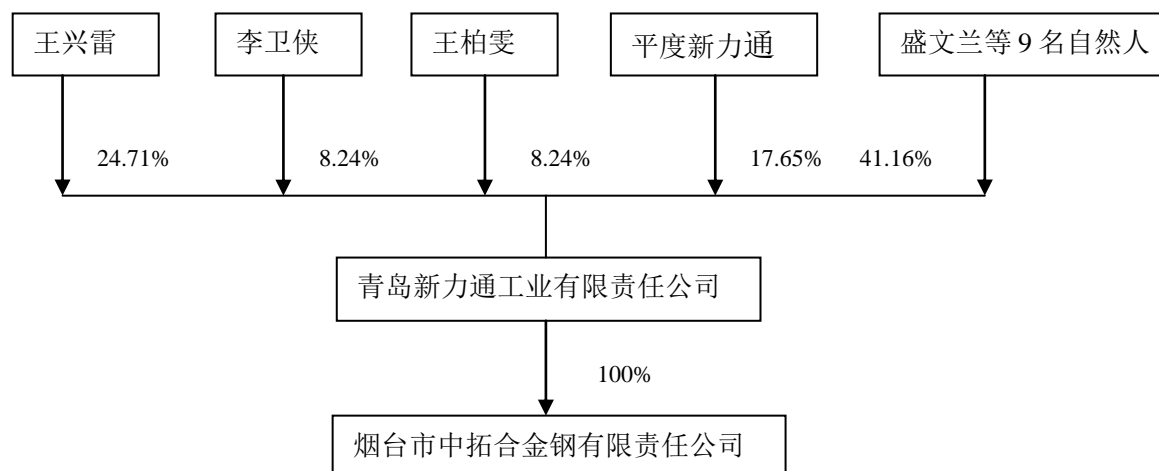 王兴雷
李卫侠
王柏雯
平度新力通
盛文兰等 9 名自然人
24.71%
8.24%
8.24%
17.65%
41.16%
青岛新力通工业有限责任公司
100%
烟台市中拓合金钢有限责任公司